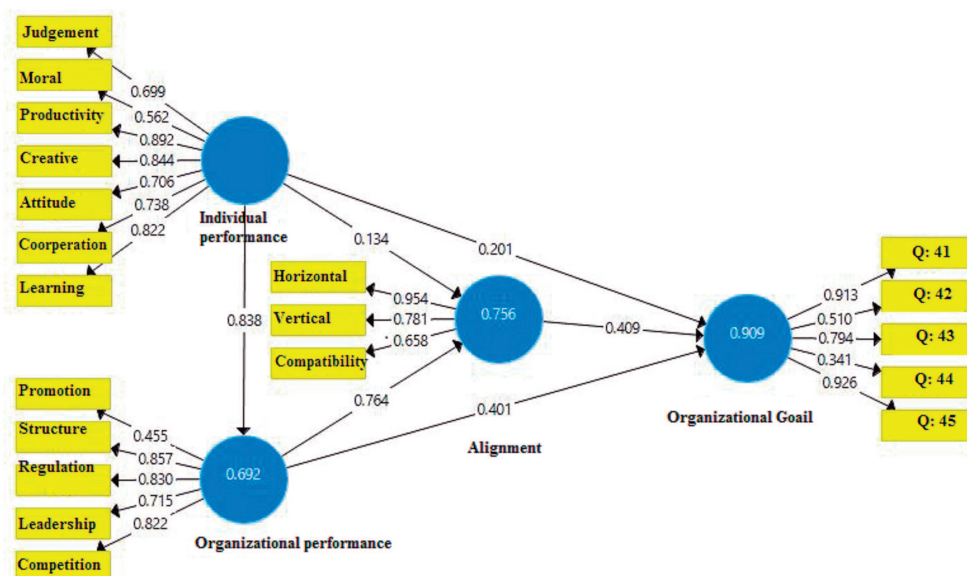 Judgement
Moral
Productivity
Creative
Attitude
Coorperation
Learning
0.699
0.562
0.892
0.844
0.706
0.738
0.822
Individual
performance
0.134
0.201
0.838
Horizontal
Vertical
Compatibility
0.954
0.781
0.658
0.756
0.409
0.909
Q: 41
Q: 42
Q: 43
Q: 44
Q: 45
0.913
0.510
0.794
0.341
0.926
Organizational Goail
0.764
0.401
Alignment
Promotion
Structure
Regulation
Leadership
Competition
0.455
0.857
0.830
0.715
0.822
0.692
Organizational performance